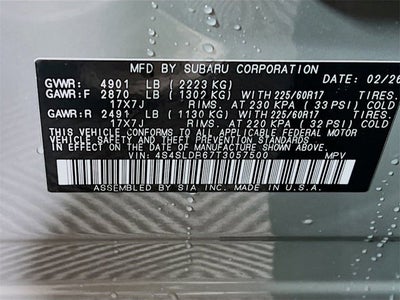 MFD BY SUBARU CORPORATION DATE: 02/26
GVWR: 4901 LB (2223 KG)
GAWR:F 2870 LB (1302 KG) WITH 225/60R17
17X7J RIMS. AT 230 KPA (33 PSI) COLD
GAWR:R 2491 LB (1130 KG) WITH 225/60R17
17X7J RIMS. AT 220 KPA (32 PSI) COLD
THIS VEHICLE CONFORMS TO ALL APPLICABLE FEDERAL MOTOR
VEHICLE SAFETY AND THEFT PREVENTION STANDARDS IN EFFECT
ON THE DATE OF MANUFACTURE SHOWN ABOVE.
VIN: 4S4SLDR67T3057500 MPV
ASSEMBLED BY SIA INC. MADE IN U.S.A.